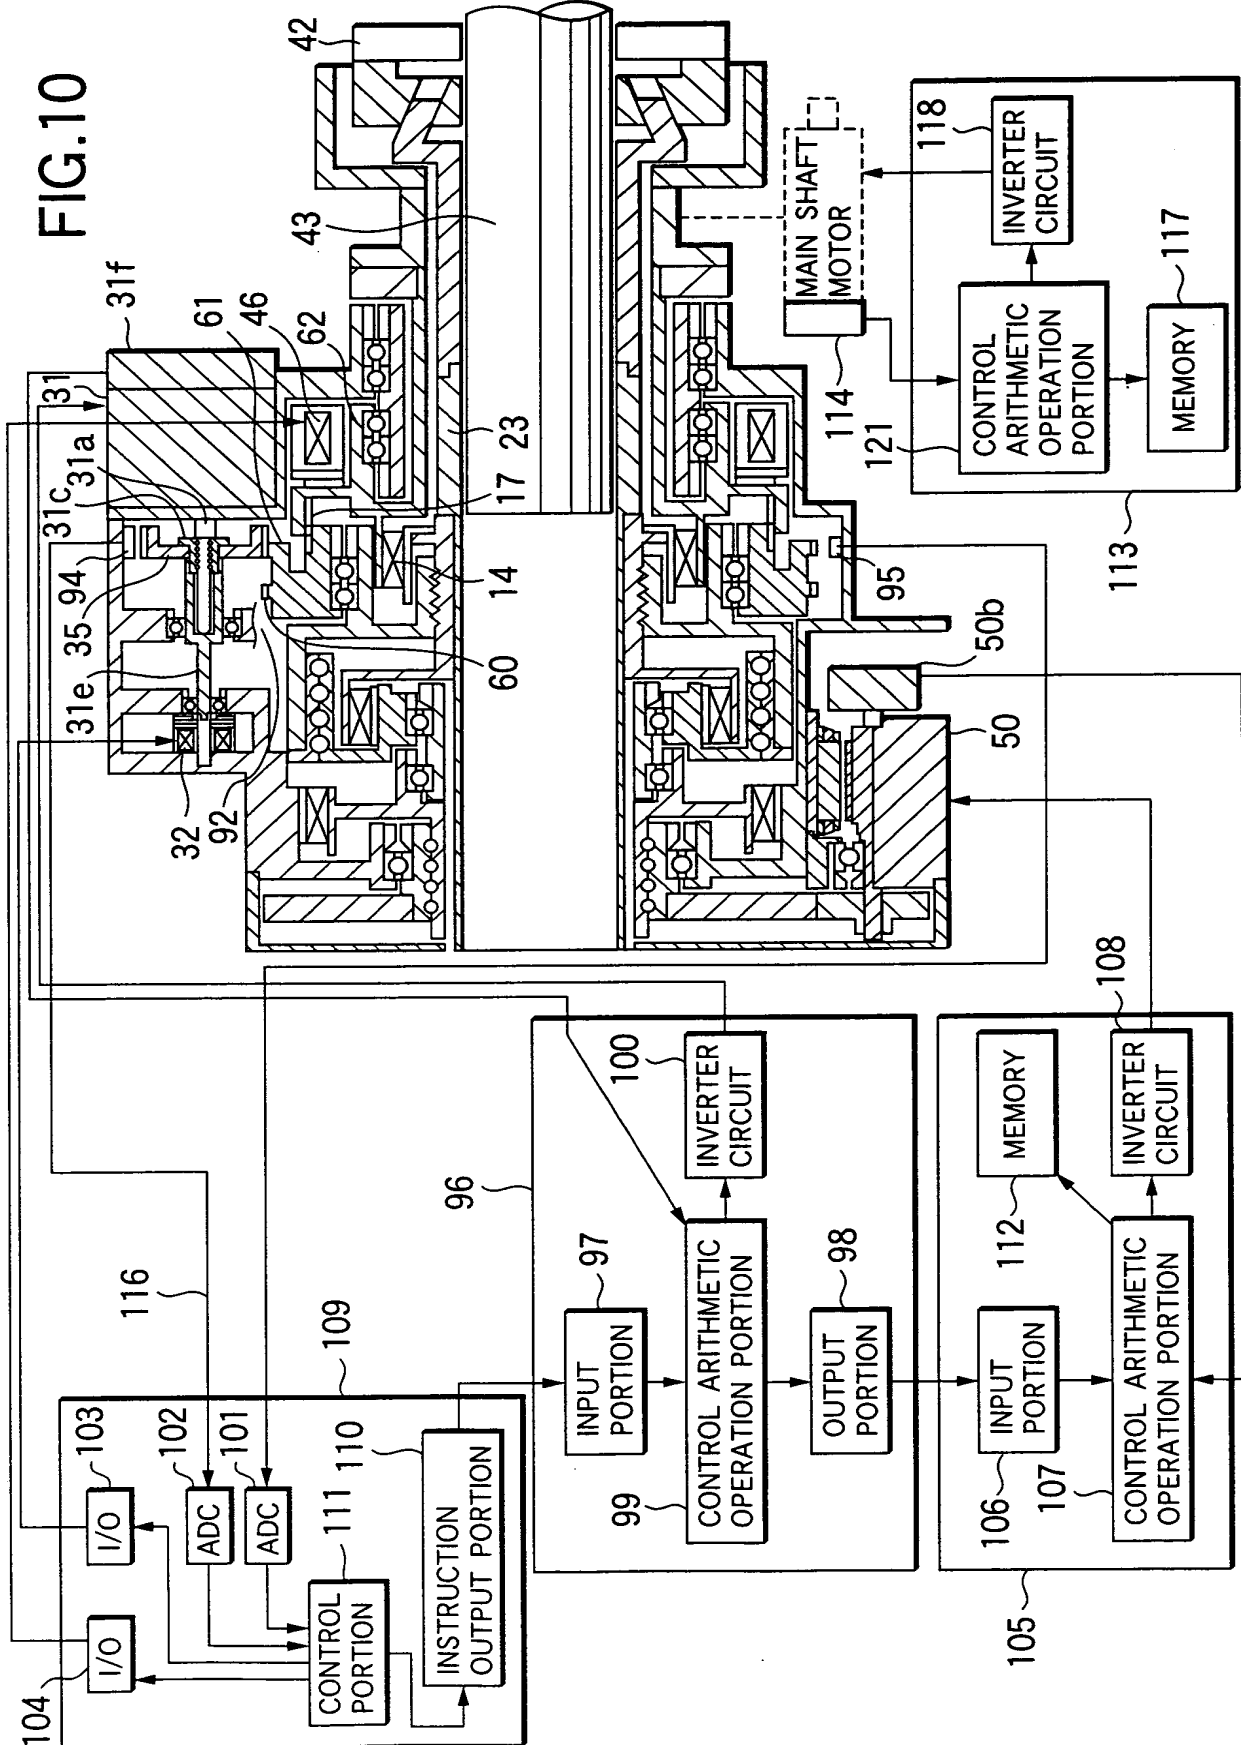 FIG.10
42
43
31f
61
46
62
31
31a
31c
94
35
31e
32
92
60
14
17
23
MAIN SHAFT
MOTOR
114
118
INVERTER
CIRCUIT
121
CONTROL
ARITHMETIC
OPERATION
PORTION
117
MEMORY
113
95
50b
50
116
109
104
I/O
103
I/O
102
ADC
101
ADC
111
CONTROL
PORTION
110
INSTRUCTION
OUTPUT PORTION
96
97
INPUT
PORTION
99
CONTROL ARITHMETIC
OPERATION PORTION
100
INVERTER
CIRCUIT
98
OUTPUT
PORTION
105
106
INPUT
PORTION
107
CONTROL ARITHMETIC
OPERATION PORTION
112
MEMORY
108
INVERTER
CIRCUIT